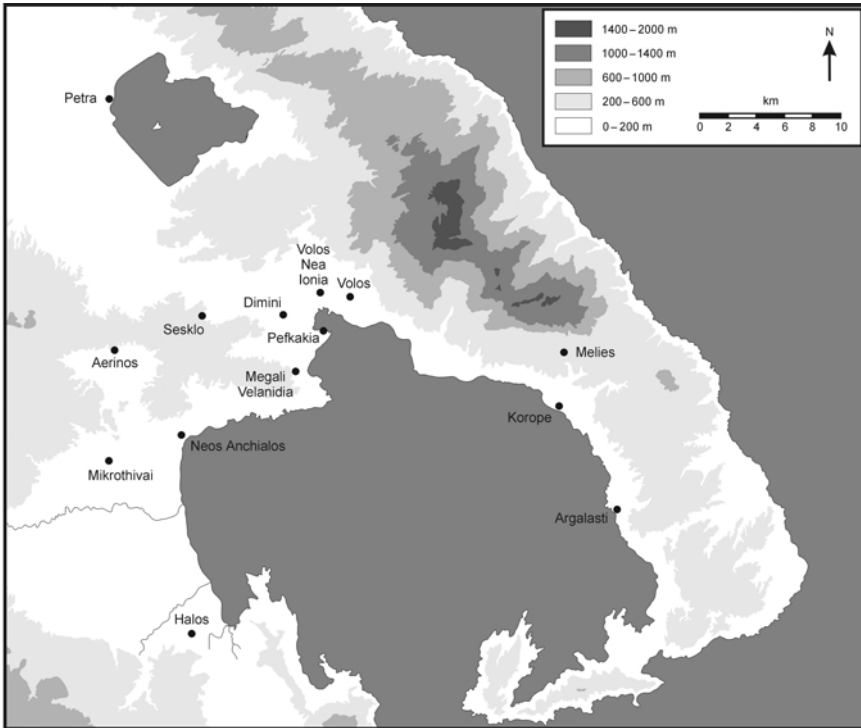 1400–2000 m
1000–1400 m
600–1000 m
200–600 m
0–200 m
N
km
0 2 4 6 8 10
Petra
Volos
Nea
Ionia
Volos
Dimini
Sesklo
Pefkakia
Aerinos
Melies
Megali
Velanidia
Korope
Neos Anchialos
Mikrothivai
Argalasti
Halos